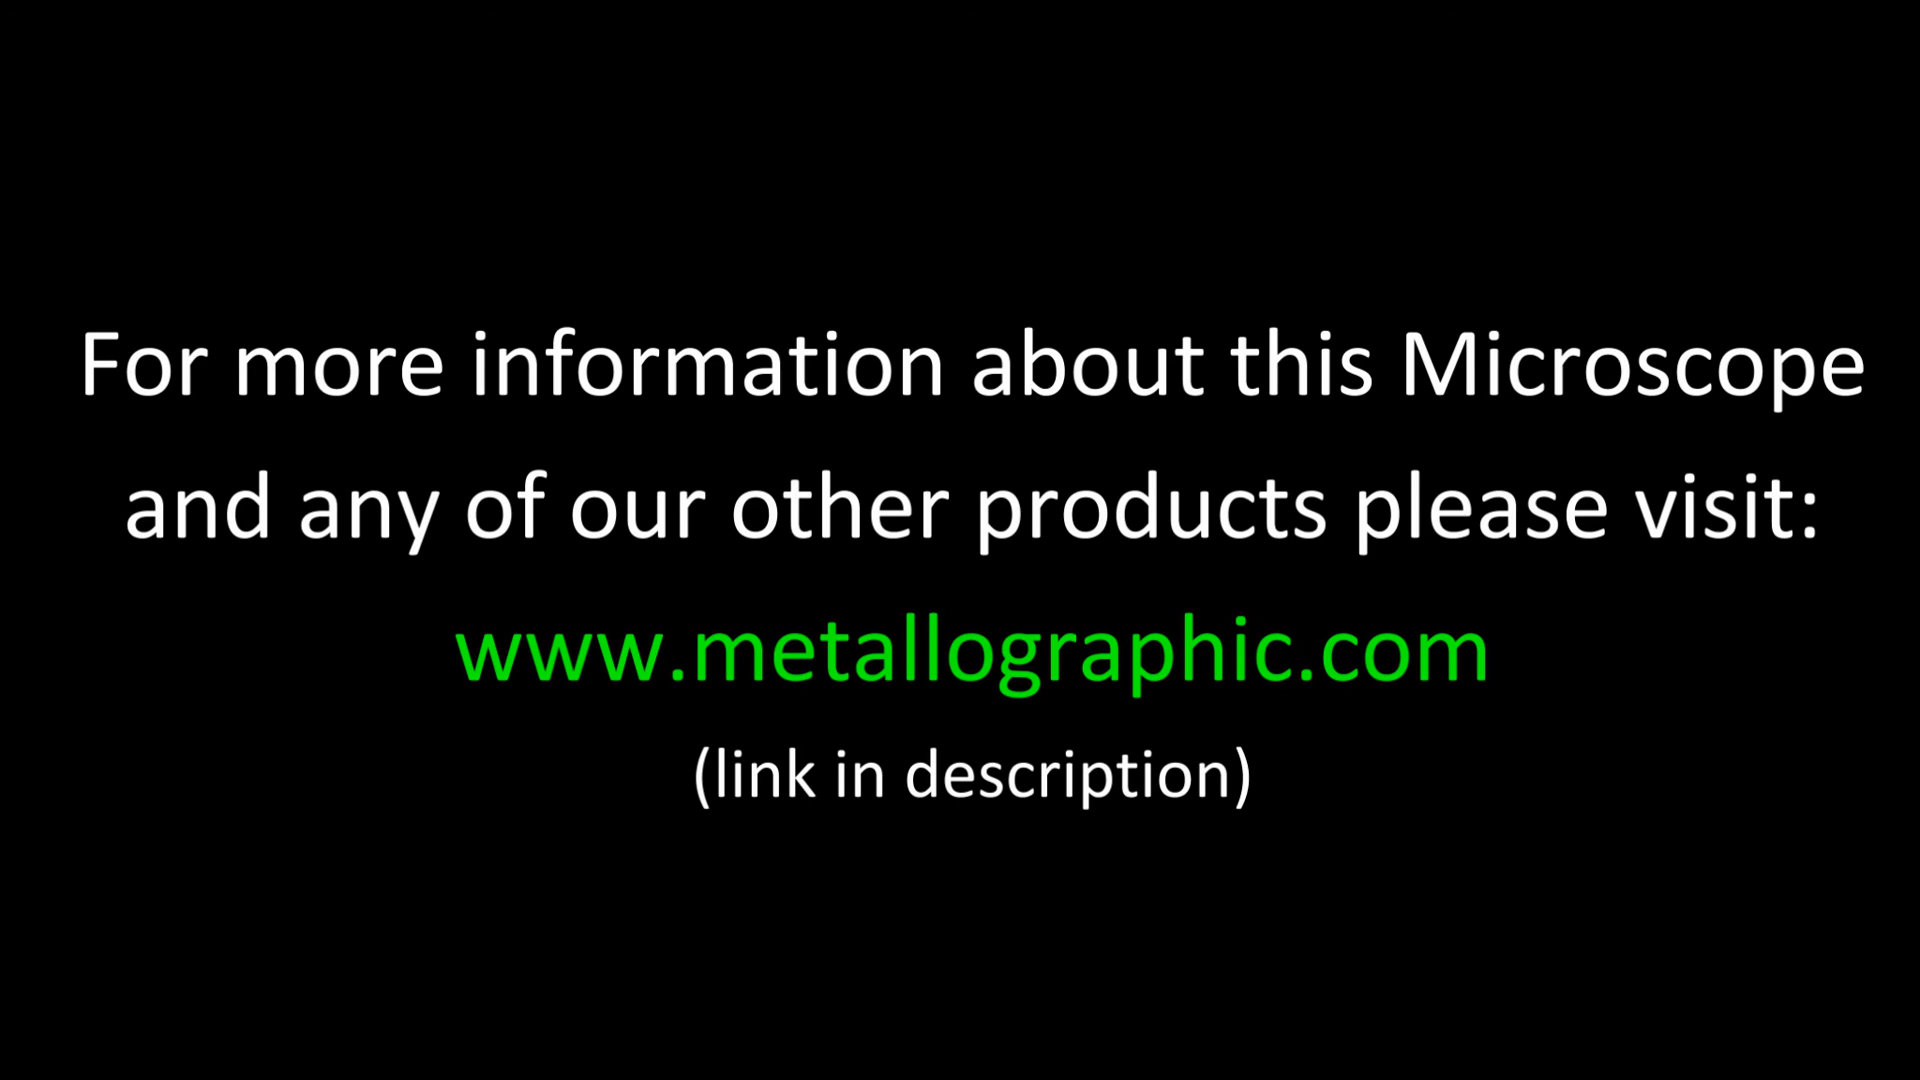 For more information about this Microscope
and any of our other products please visit:
www.metallographic.com
(link in description)